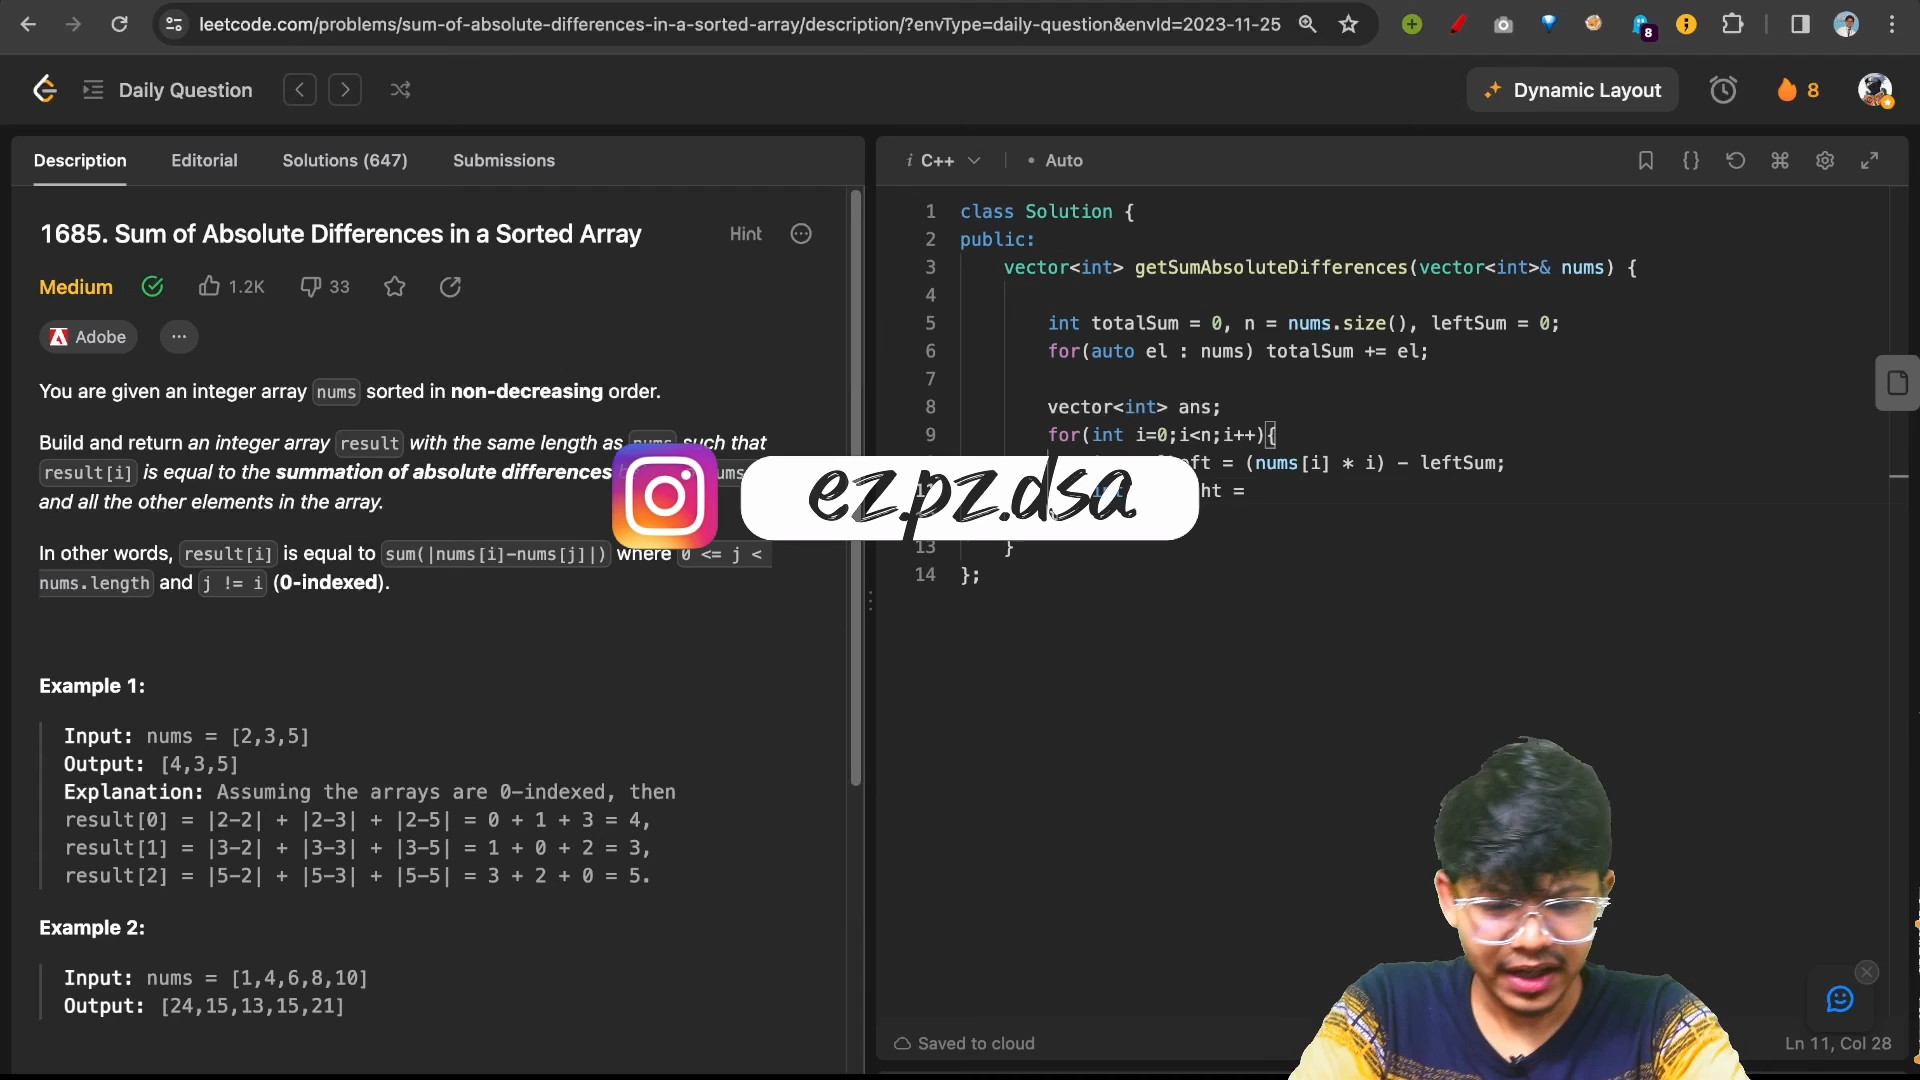 leetcode.com/problems/sum-of-absolute-differences-in-a-sorted-array/description/?envType=daily-question&envId=2023-11-25
8
Daily Question
Dynamic Layout
8
Description
Editorial
Solutions (647)
Submissions
1685. Sum of Absolute Differences in a Sorted Array
Hint
Medium
1.2K
33
Adobe
...
You are given an integer array nums sorted in non-decreasing order.
Build and return an integer array result with the same length as nums such that
result[i] is equal to the summation of absolute differences
and all the other elements in the array.
In other words, result[i] is equal to sum(|nums[i]-nums[j]|) where 0 <= j <
nums.length and j != i (0-indexed).
Example 1:
Input: nums = [2,3,5]
Output: [4,3,5]
Explanation: Assuming the arrays are 0-indexed, then
result[0] = |2-2| + |2-3| + |2-5| = 0 + 1 + 3 = 4,
result[1] = |3-2| + |3-3| + |3-5| = 1 + 0 + 2 = 3,
result[2] = |5-2| + |5-3| + |5-5| = 3 + 2 + 0 = 5.
Example 2:
Input: nums = [1,4,6,8,10]
Output: [24,15,13,15,21]
C++
Auto
1 class Solution {
2 public:
3 vector<int> getSumAbsoluteDifferences(vector<int>& nums) {
4
5 int totalSum = 0, n = nums.size(), leftSum = 0;
6 for(auto el : nums) totalSum += el;
7
8 vector<int> ans;
9 for(int i=0;i<n;i++){
= (nums[i] * i) - leftSum;
int =
13 }
14 };
ez.pz.dsa
Saved to cloud
Ln 11, Col 28